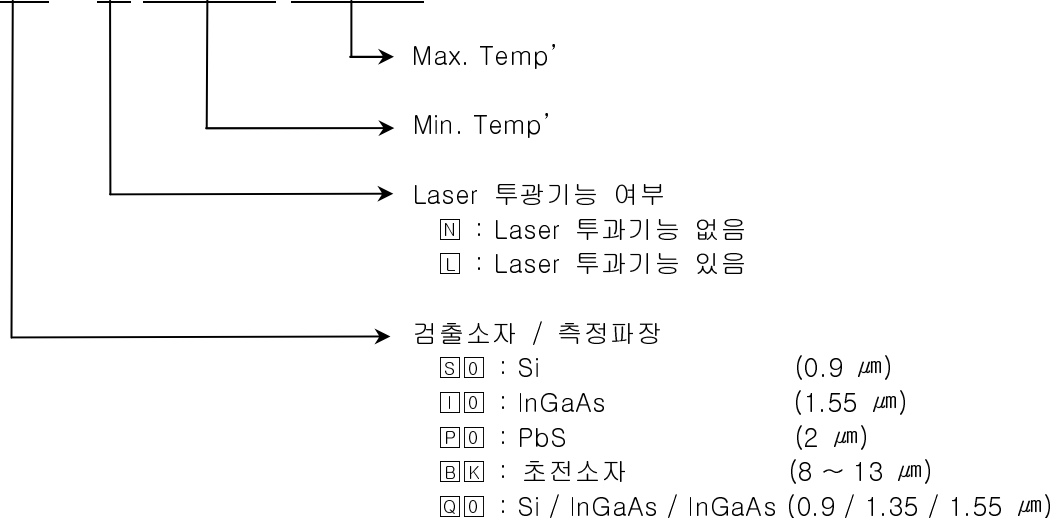 Max. Temp’
Min. Temp’
Laser 투광기능 여부
N : Laser 투과기능 없음
L : Laser 투과기능 있음
검출소자 / 측정파장
S0 : Si (0.9 ㎛)
I0 : InGaAs (1.55 ㎛)
P0 : PbS (2 ㎛)
BK : 초전소자 (8 ~ 13 ㎛)
Q0 : Si / InGaAs / InGaAs (0.9 / 1.35 / 1.55 ㎛)